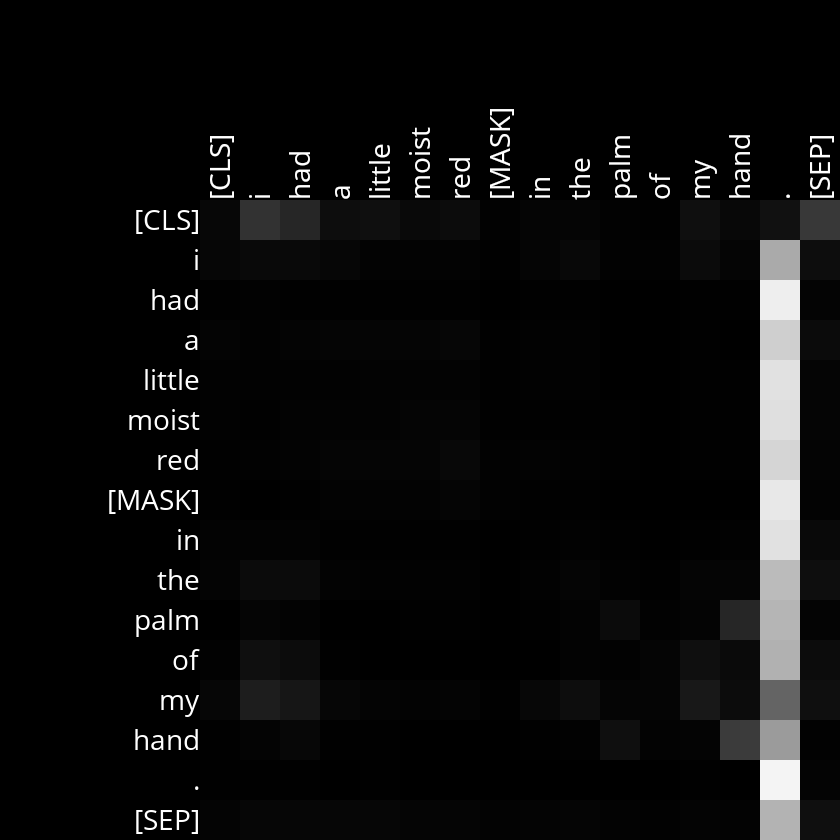 [CLS] i had a little moist red [MASK] in the palm of my hand . [SEP]
[CLS]
i
had
a
little
moist
red
[MASK]
in
the
palm
of
my
hand
.
[SEP]